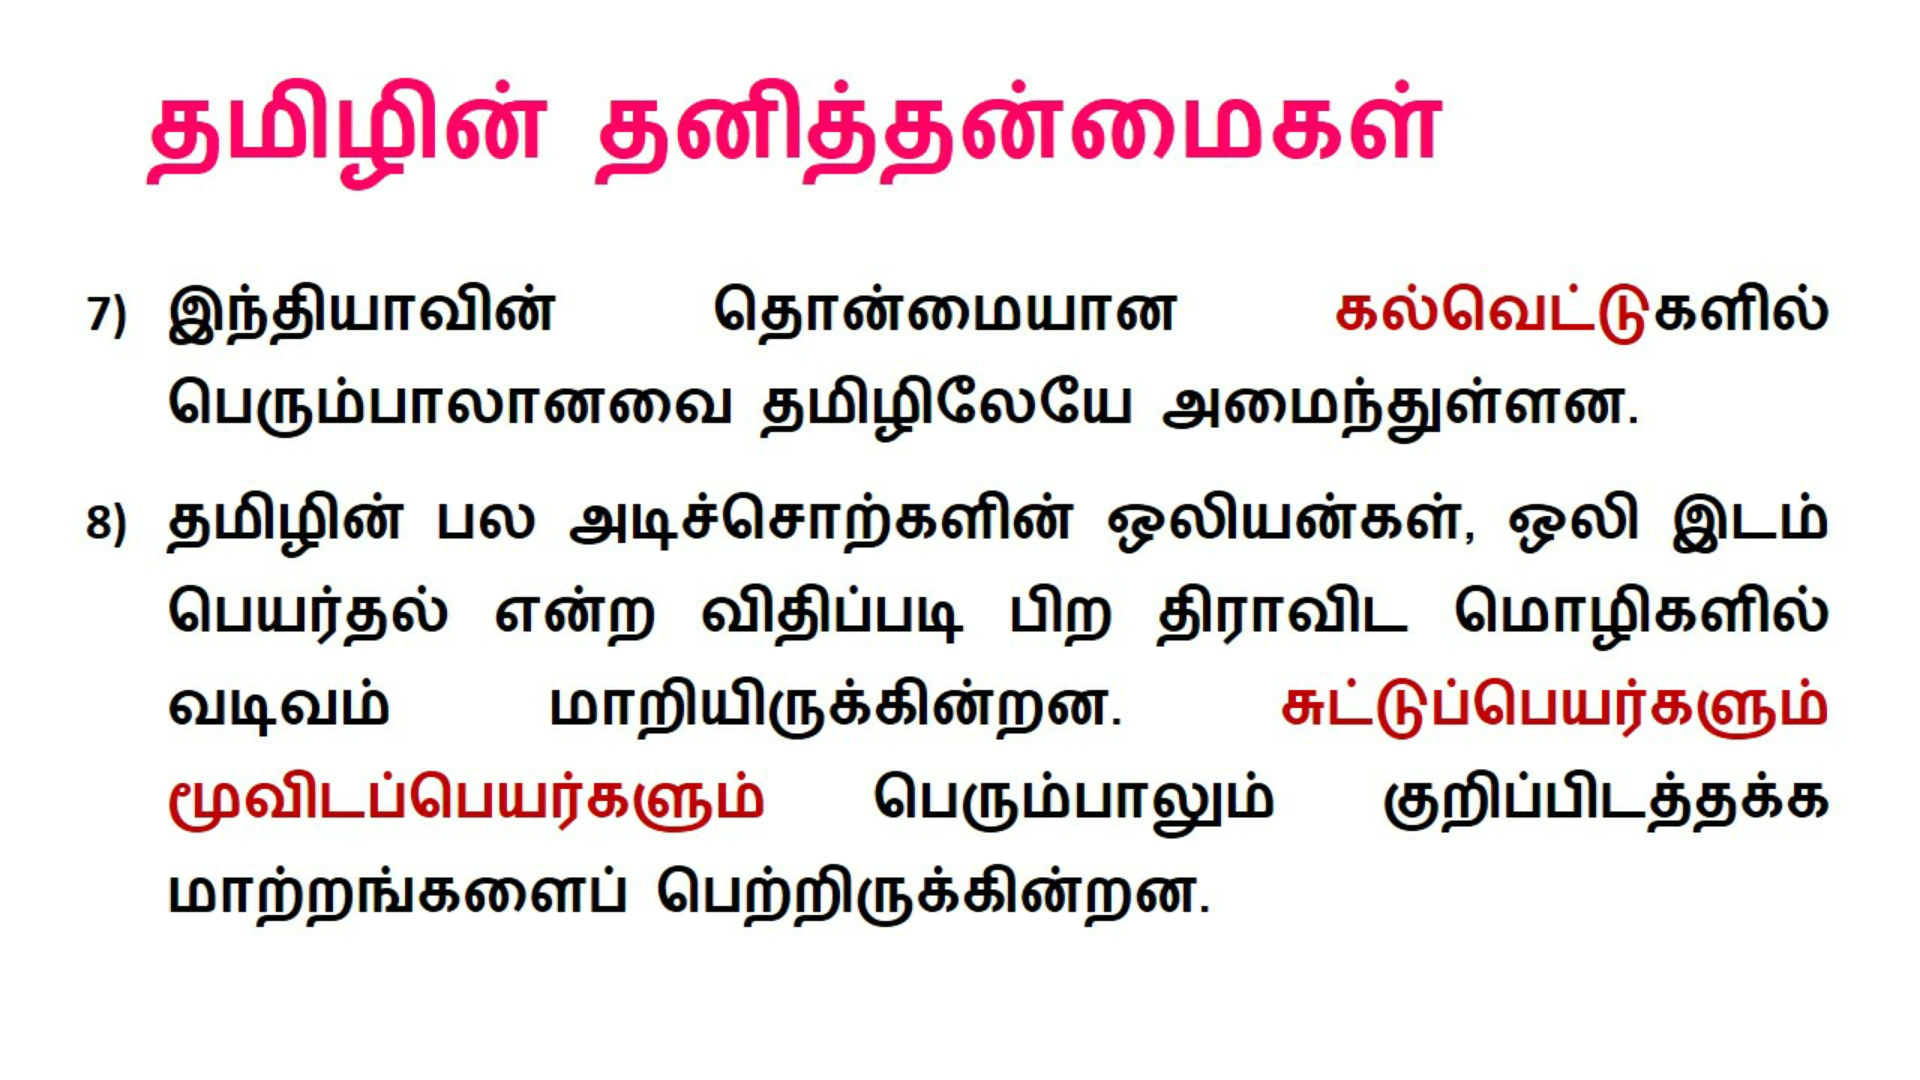 தமிழின் தனித்தன்மைகள்
7) இந்தியாவின் தொன்மையான கல்வெட்டுகளில்
பெரும்பாலானவை தமிழிலேயே அமைந்துள்ளன.
8) தமிழின் பல அடிச்சொற்களின் ஒலியன்கள், ஒலி இடம்
பெயர்தல் என்ற விதிப்படி பிற திராவிட மொழிகளில்
வடிவம் மாறியிருக்கின்றன. சுட்டுப்பெயர்களும்
மூவிடப்பெயர்களும் பெரும்பாலும் குறிப்பிடத்தக்க
மாற்றங்களைப் பெற்றிருக்கின்றன.